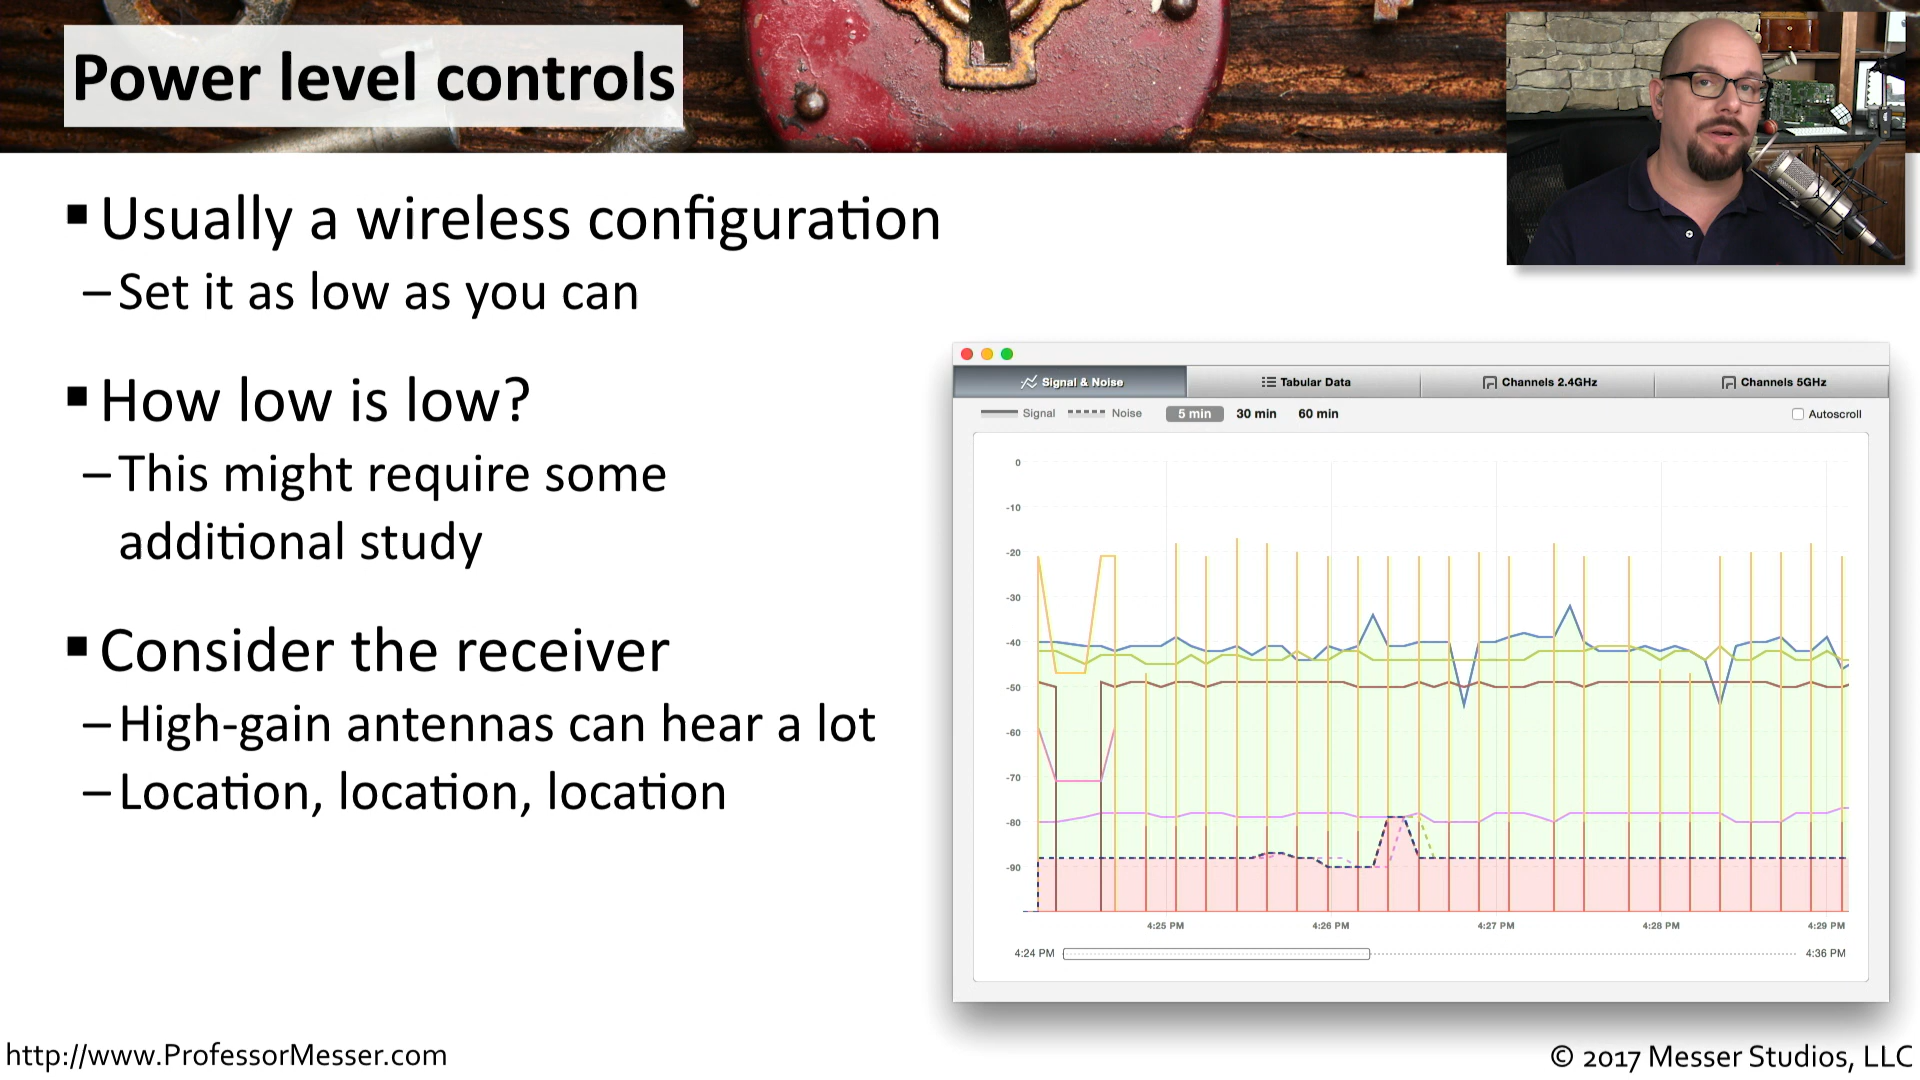 Power level controls
▪ Usually a wireless configuration
– Set it as low as you can
▪ How low is low?
– This might require some
additional study
▪ Consider the receiver
– High-gain antennas can hear a lot
– Location, location, location
Signal & Noise
Tabular Data
Channels 2.4GHz
Channels 5GHz
Signal
Noise
5 min
30 min
60 min
Autoscroll
0
-10
-20
-30
-40
-50
-60
-70
-80
-90
4:25 PM
4:26 PM
4:27 PM
4:28 PM
4:29 PM
4:24 PM
4:36 PM
http://www.ProfessorMesser.com
© 2017 Messer Studios, LLC